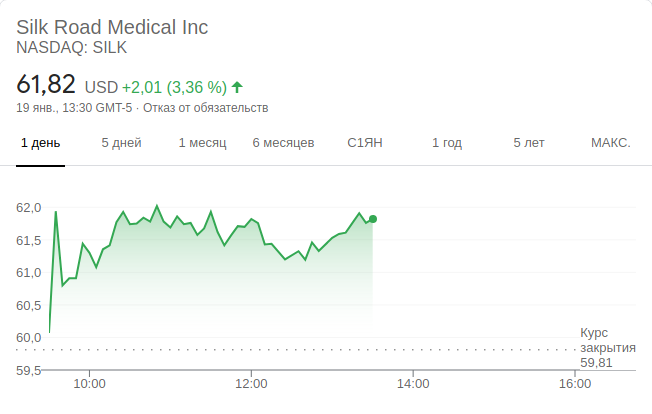 Silk Road Medical Inc
NASDAQ: SILK
61,82 USD +2,01 (3,36 %)
19 янв., 13:30 GMT-5 · Отказ от обязательств
1 день 5 дней 1 месяц 6 месяцев С1ЯН 1 год 5 лет МАКС.
62,0
61,5
61,0
60,5
60,0
59,5
Курс
закрытия
59,81
10:00 12:00 14:00 16:00